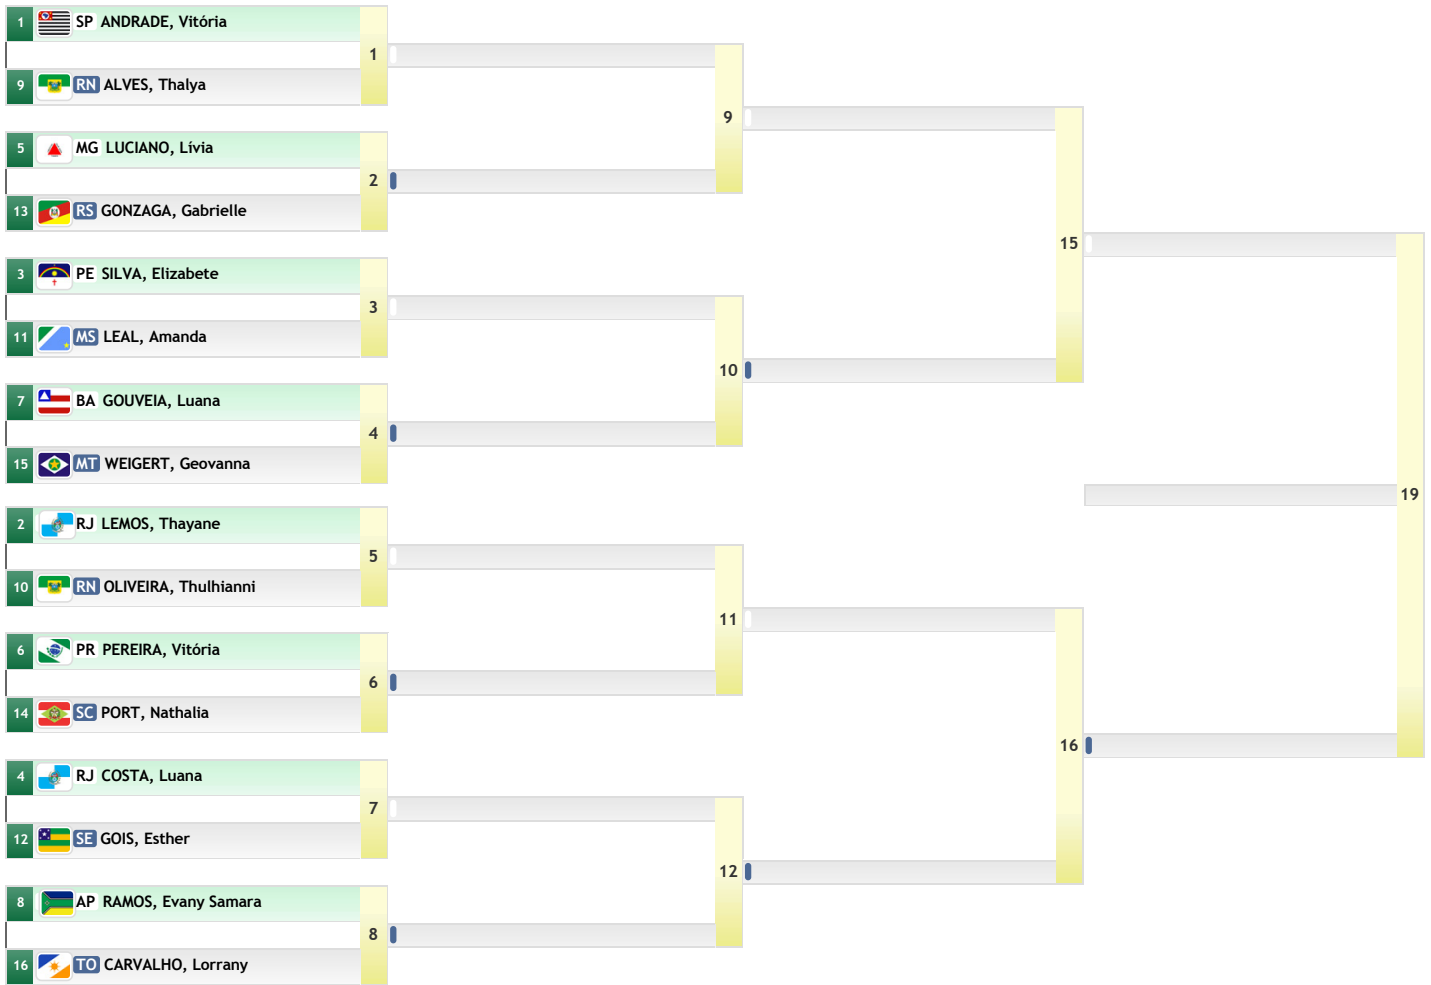 1 SP ANDRADE, Vitória
1
9 RN ALVES, Thalya
9
5 MG LUCIANO, Lívia
2
13 RS GONZAGA, Gabrielle
15
3 PE SILVA, Elizabete
3
11 MS LEAL, Amanda
10
7 BA GOUVEIA, Luana
4
15 MT WEIGERT, Geovanna
19
2 RJ LEMOS, Thayane
5
10 RN OLIVEIRA, Thulhianni
11
6 PR PEREIRA, Vitória
6
14 SC PORT, Nathalia
16
4 RJ COSTA, Luana
7
12 SE GOIS, Esther
12
8 AP RAMOS, Evany Samara
8
16 TO CARVALHO, Lorrany